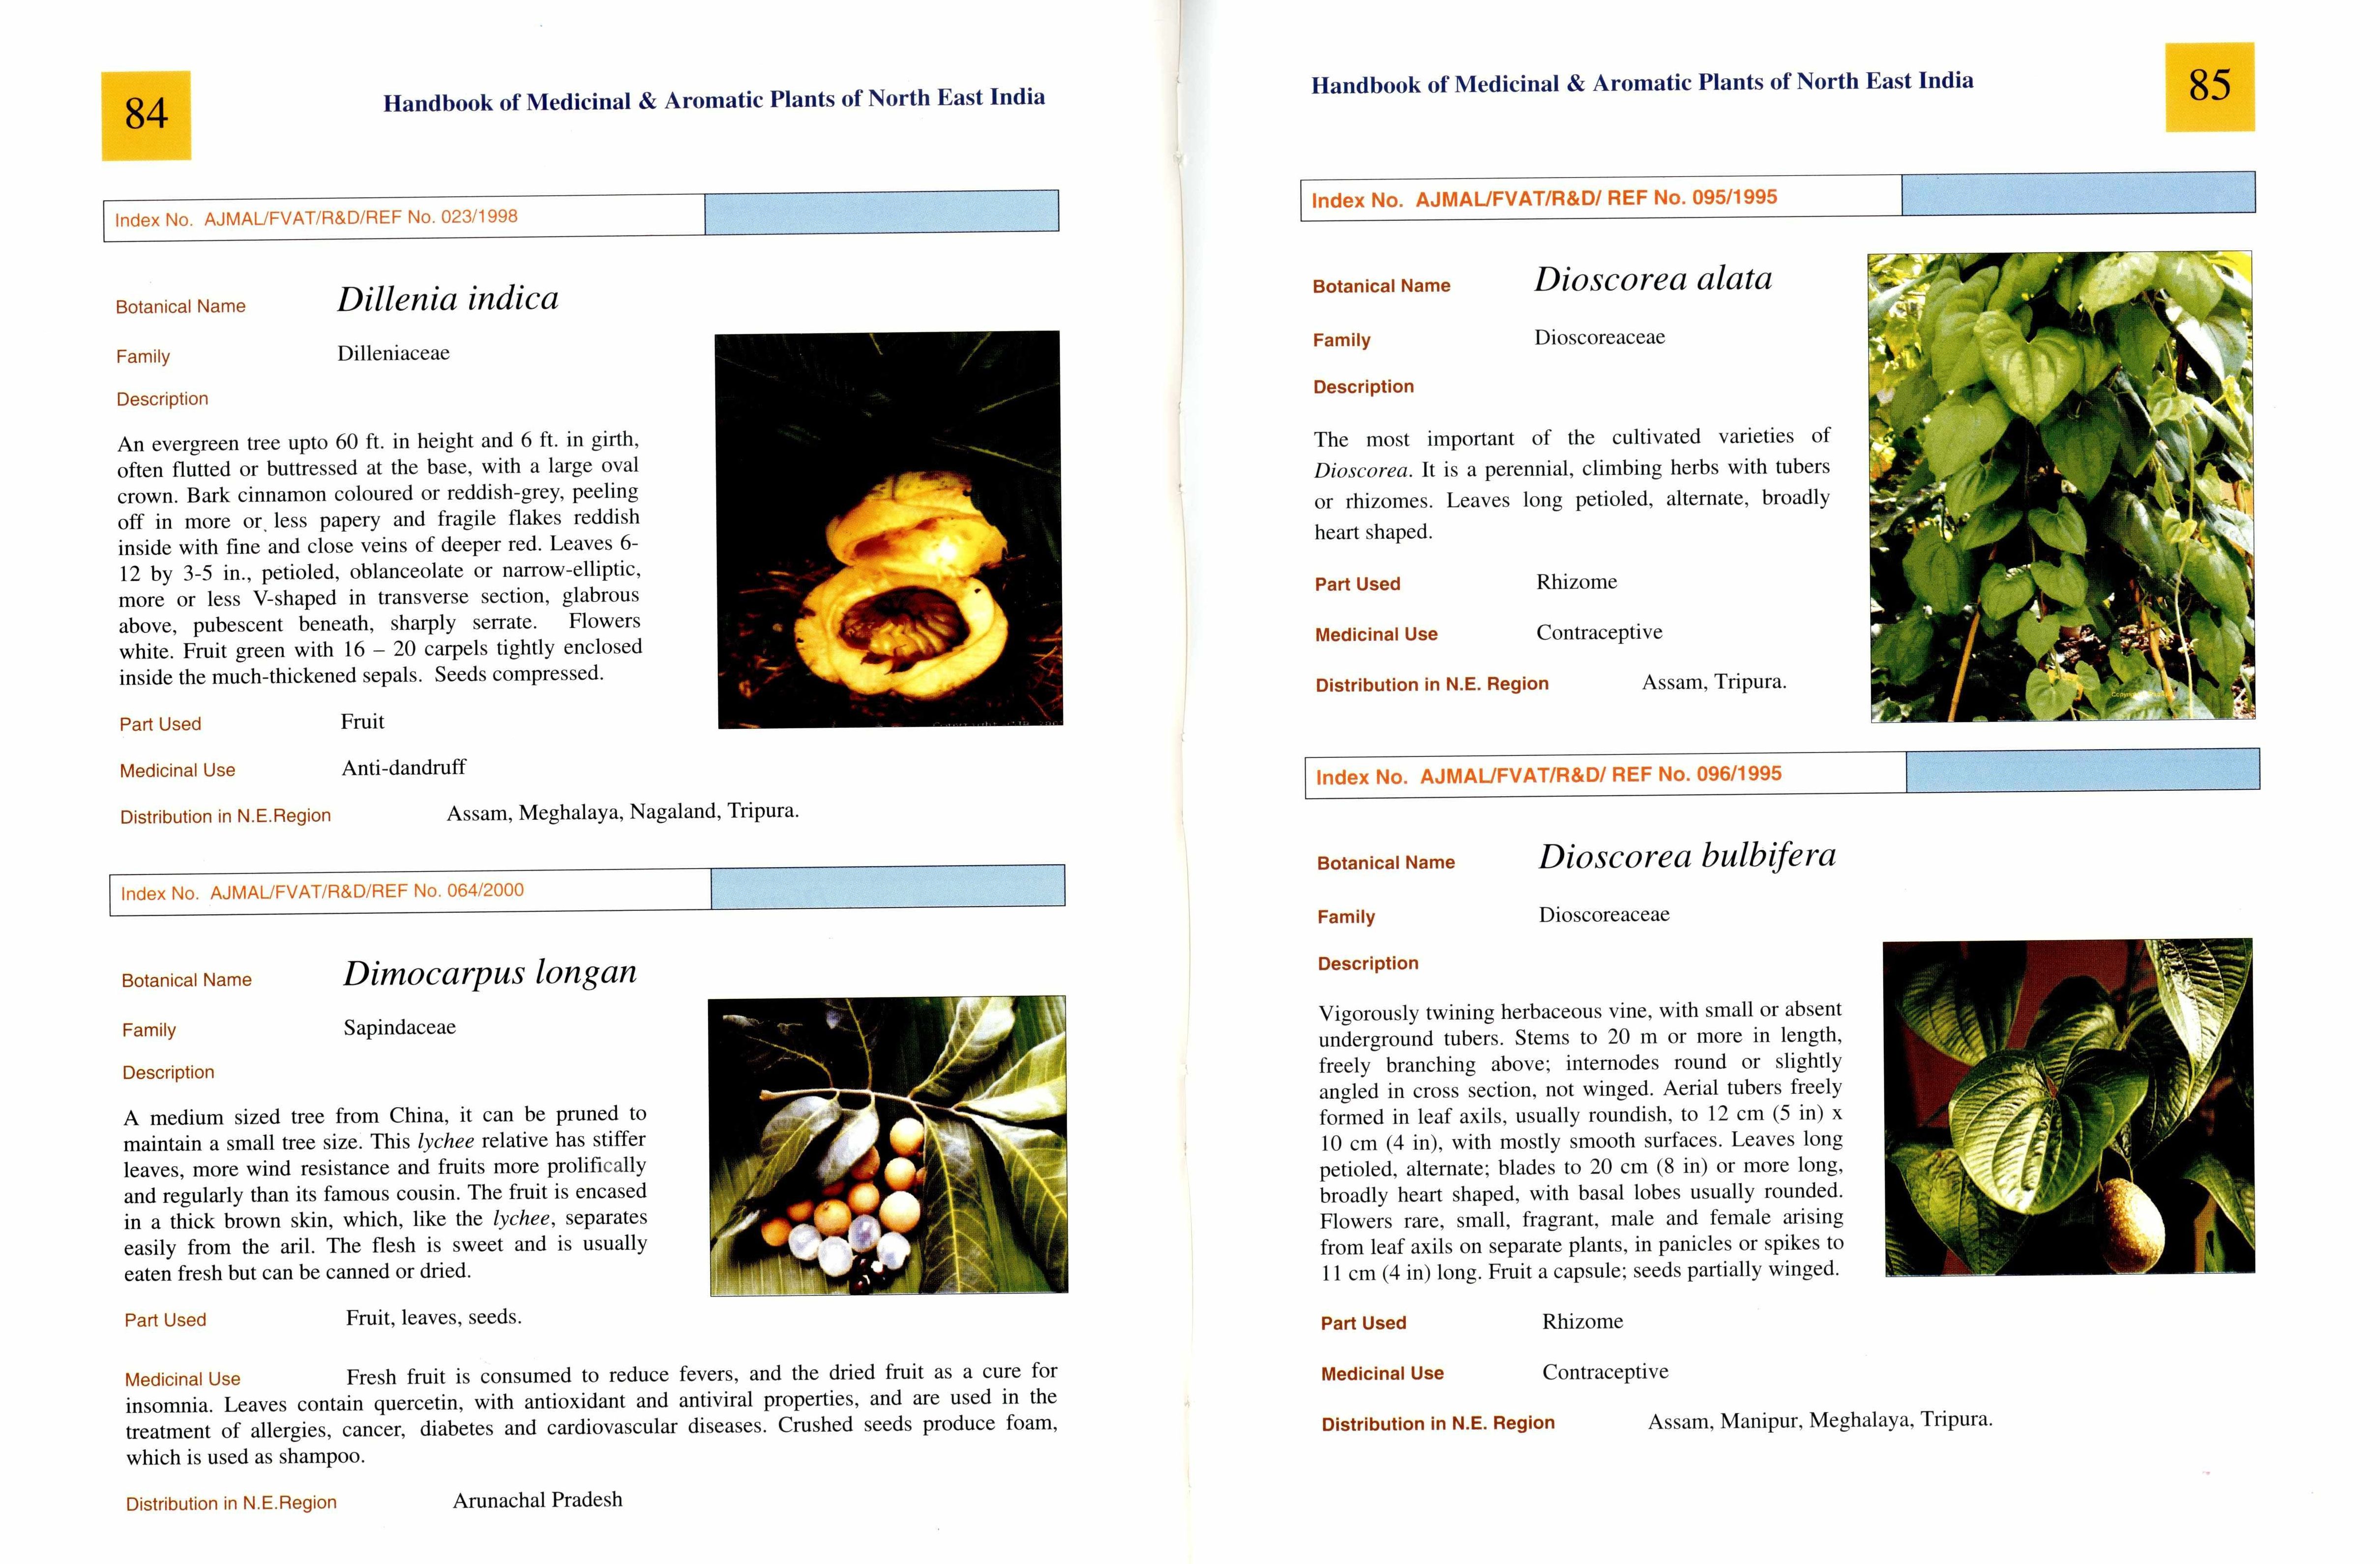 84
Handbook of Medicinal & Aromatic Plants of North East India
Index No. AJMAL/FVAT/R&D/REF No. 023/1998
Botanical Name Dillenia indica
Family Dilleniaceae
Description
An evergreen tree upto 60 ft. in height and 6 ft. in girth,
often flutted or buttressed at the base, with a large oval
crown. Bark cinnamon coloured or reddish-grey, peeling
off in more or less papery and fragile flakes reddish
inside with fine and close veins of deeper red. Leaves 6-
12 by 3-5 in., petioled, oblanceolate or narrow-elliptic,
more or less V-shaped in transverse section, glabrous
above, pubescent beneath, sharply serrate. Flowers
white. Fruit green with 16 – 20 carpels tightly enclosed
inside the much-thickened sepals. Seeds compressed.
Part Used Fruit
Medicinal Use Anti-dandruff
Distribution in N.E.Region Assam, Meghalaya, Nagaland, Tripura.
Index No. AJMAL/FVAT/R&D/REF No. 064/2000
Botanical Name Dimocarpus longan
Family Sapindaceae
Description
A medium sized tree from China, it can be pruned to
maintain a small tree size. This lychee relative has stiffer
leaves, more wind resistance and fruits more prolifically
and regularly than its famous cousin. The fruit is encased
in a thick brown skin, which, like the lychee, separates
easily from the aril. The flesh is sweet and is usually
eaten fresh but can be canned or dried.
Part Used Fruit, leaves, seeds.
Medicinal Use Fresh fruit is consumed to reduce fevers, and the dried fruit as a cure for
insomnia. Leaves contain quercetin, with antioxidant and antiviral properties, and are used in the
treatment of allergies, cancer, diabetes and cardiovascular diseases. Crushed seeds produce foam,
which is used as shampoo.
Distribution in N.E.Region Arunachal Pradesh
Handbook of Medicinal & Aromatic Plants of North East India
85
Index No. AJMAL/FVAT/R&D/ REF No. 095/1995
Botanical Name Dioscorea alata
Family Dioscoreaceae
Description
The most important of the cultivated varieties of
Dioscorea. It is a perennial, climbing herbs with tubers
or rhizomes. Leaves long petioled, alternate, broadly
heart shaped.
Part Used Rhizome
Medicinal Use Contraceptive
Distribution in N.E. Region Assam, Tripura.
Index No. AJMAL/FVAT/R&D/ REF No. 096/1995
Botanical Name Dioscorea bulbifera
Family Dioscoreaceae
Description
Vigorously twining herbaceous vine, with small or absent
underground tubers. Stems to 20 m or more in length,
freely branching above; internodes round or slightly
angled in cross section, not winged. Aerial tubers freely
formed in leaf axils, usually roundish, to 12 cm (5 in) x
10 cm (4 in), with mostly smooth surfaces. Leaves long
petioled, alternate; blades to 20 cm (8 in) or more long,
broadly heart shaped, with basal lobes usually rounded.
Flowers rare, small, fragrant, male and female arising
from leaf axils on separate plants, in panicles or spikes to
11 cm (4 in) long. Fruit a capsule; seeds partially winged.
Part Used Rhizome
Medicinal Use Contraceptive
Distribution in N.E. Region Assam, Manipur, Meghalaya, Tripura.